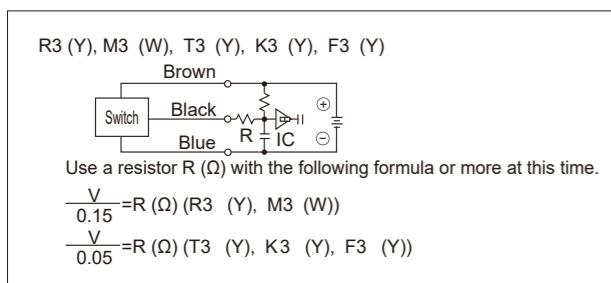 R3 (Y), M3 (W), T3 (Y), K3 (Y), F3 (Y)
Brown
Switch
Black
R
IC
Blue
Use a resistor R (Ω) with the following formula or more at this time.
V
0.15 =R (Ω) (R3 (Y), M3 (W))
V
0.05 =R (Ω) (T3 (Y), K3 (Y), F3 (Y))